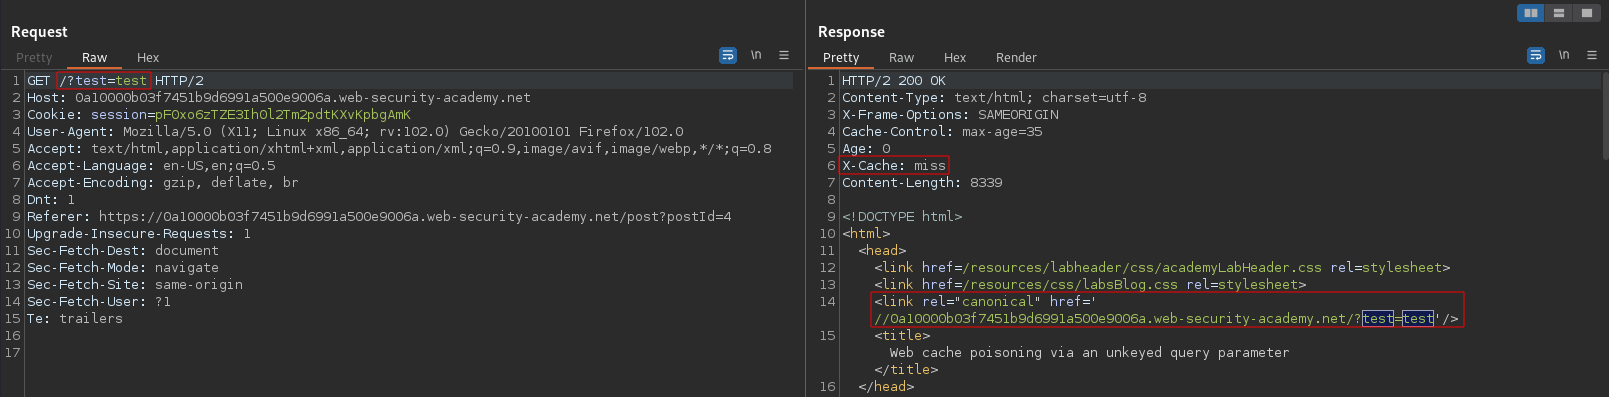 Request
Pretty Raw Hex \n
1 GET /?test=test HTTP/2
2 Host: 0a10000b03f7451b9d6991a500e9006a.web-security-academy.net
3 Cookie: session=pF0xo6zTZE3Ih0l2Tm2pdtKXvKpbgAmK
4 User-Agent: Mozilla/5.0 (X11; Linux x86_64; rv:102.0) Gecko/20100101 Firefox/102.0
5 Accept: text/html,application/xhtml+xml,application/xml;q=0.9,image/avif,image/webp,*/*;q=0.8
6 Accept-Language: en-US,en;q=0.5
7 Accept-Encoding: gzip, deflate, br
8 Dnt: 1
9 Referer: https://0a10000b03f7451b9d6991a500e9006a.web-security-academy.net/post?postId=4
10 Upgrade-Insecure-Requests: 1
11 Sec-Fetch-Dest: document
12 Sec-Fetch-Mode: navigate
13 Sec-Fetch-Site: same-origin
14 Sec-Fetch-User: ?1
15 Te: trailers
16
17
Response
Pretty Raw Hex Render \n
1 HTTP/2 200 OK
2 Content-Type: text/html; charset=utf-8
3 X-Frame-Options: SAMEORIGIN
4 Cache-Control: max-age=35
5 Age: 0
6 X-Cache: miss
7 Content-Length: 8339
8
9 <!DOCTYPE html>
10 <html>
11 <head>
12 <link href=/resources/labheader/css/academyLabHeader.css rel=stylesheet>
13 <link href=/resources/css/labsBlog.css rel=stylesheet>
14 <link rel="canonical" href='
//0a10000b03f7451b9d6991a500e9006a.web-security-academy.net/?test=test'/>
15 <title>
Web cache poisoning via an unkeyed query parameter
</title>
16 </head>